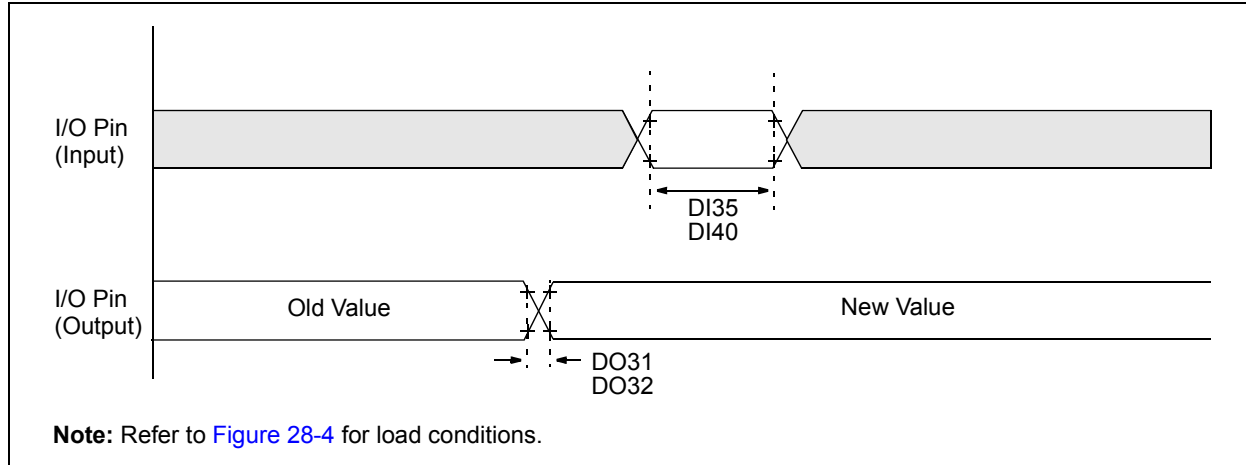 I/O Pin
(Input)
DI35
DI40
I/O Pin
(Output)
Old Value
New Value
DO31
DO32
Note: Refer to Figure 28-4 for load conditions.